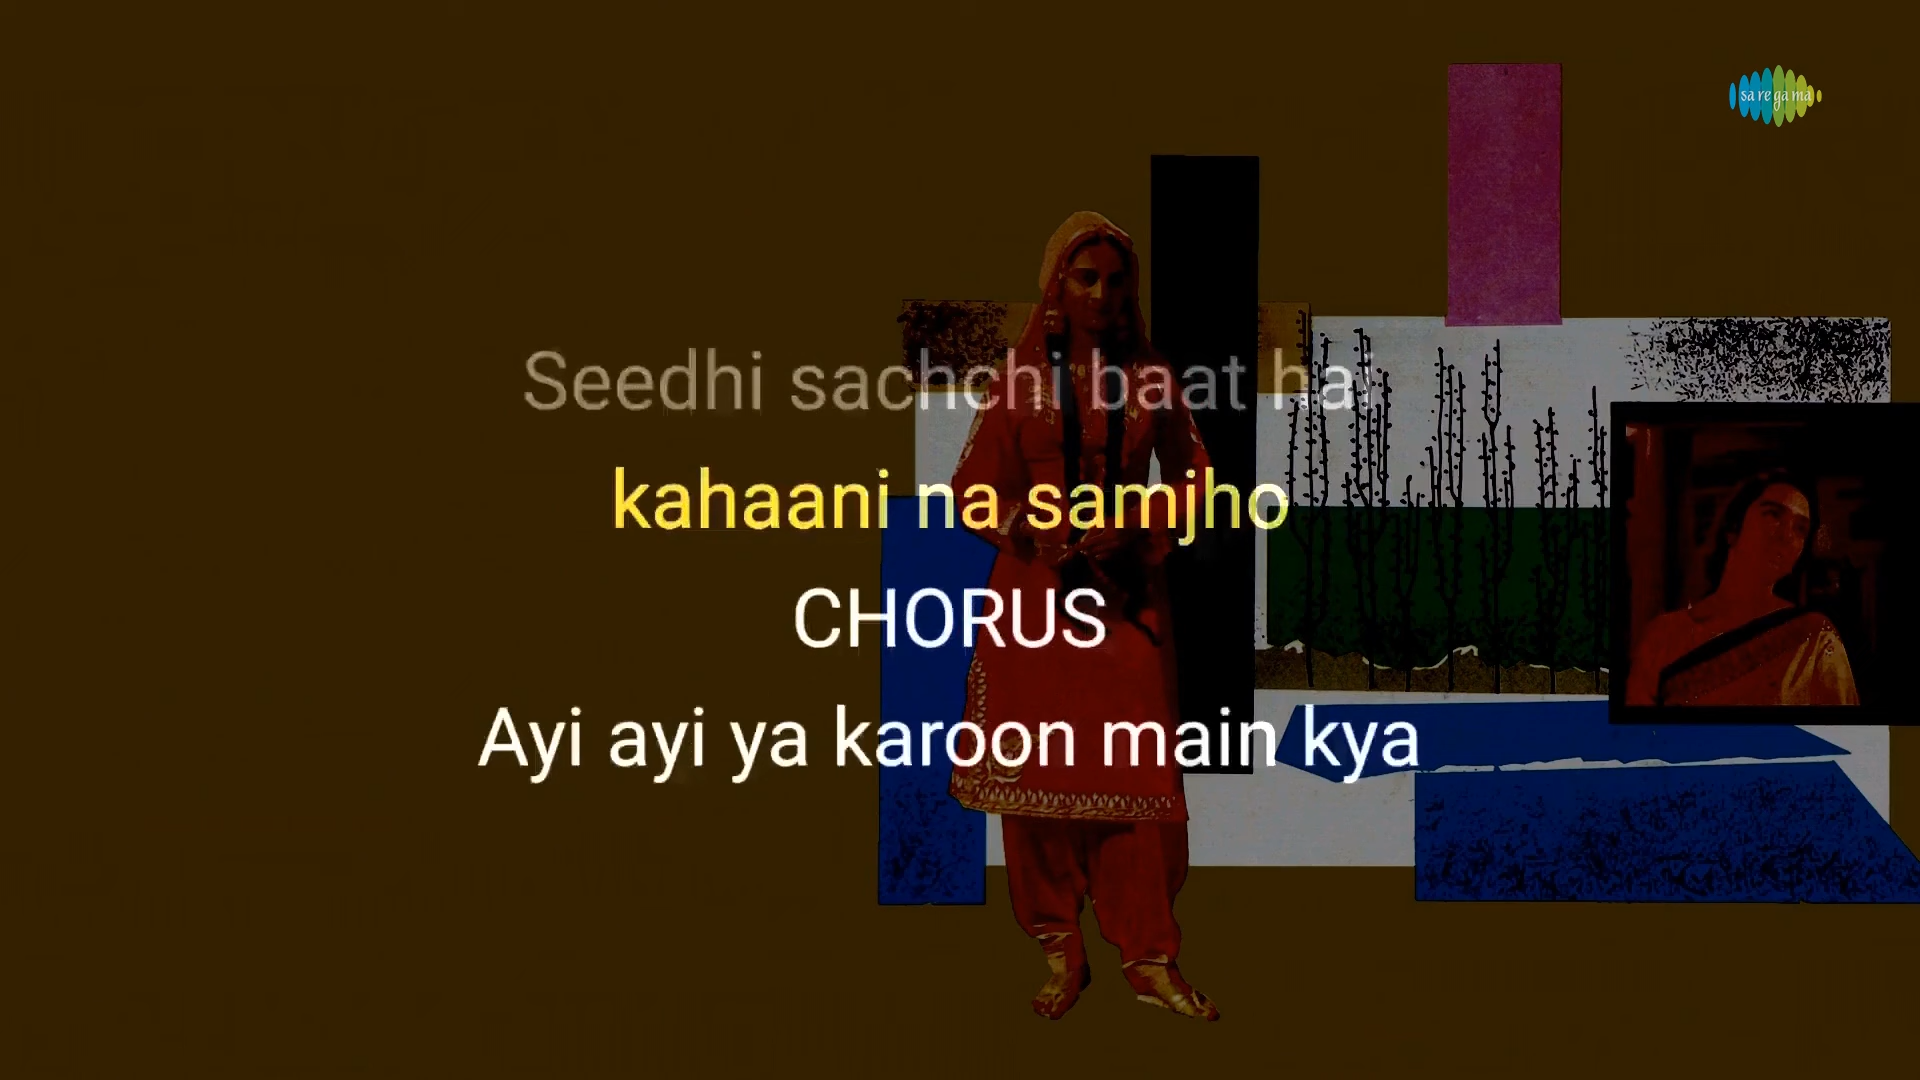 sa re ga ma
Seedhi sachchi baat hai
kahaani na samjho
CHORUS
Ayi ayi ya karoon main kya